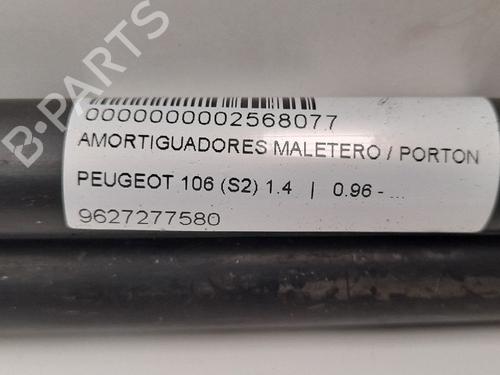 B-PARTS
0000000002568077
AMORTIGUADORES MALETERO / PORTON
PEUGEOT 106 (S2) 1.4 | 0.96 - ...
9627277580